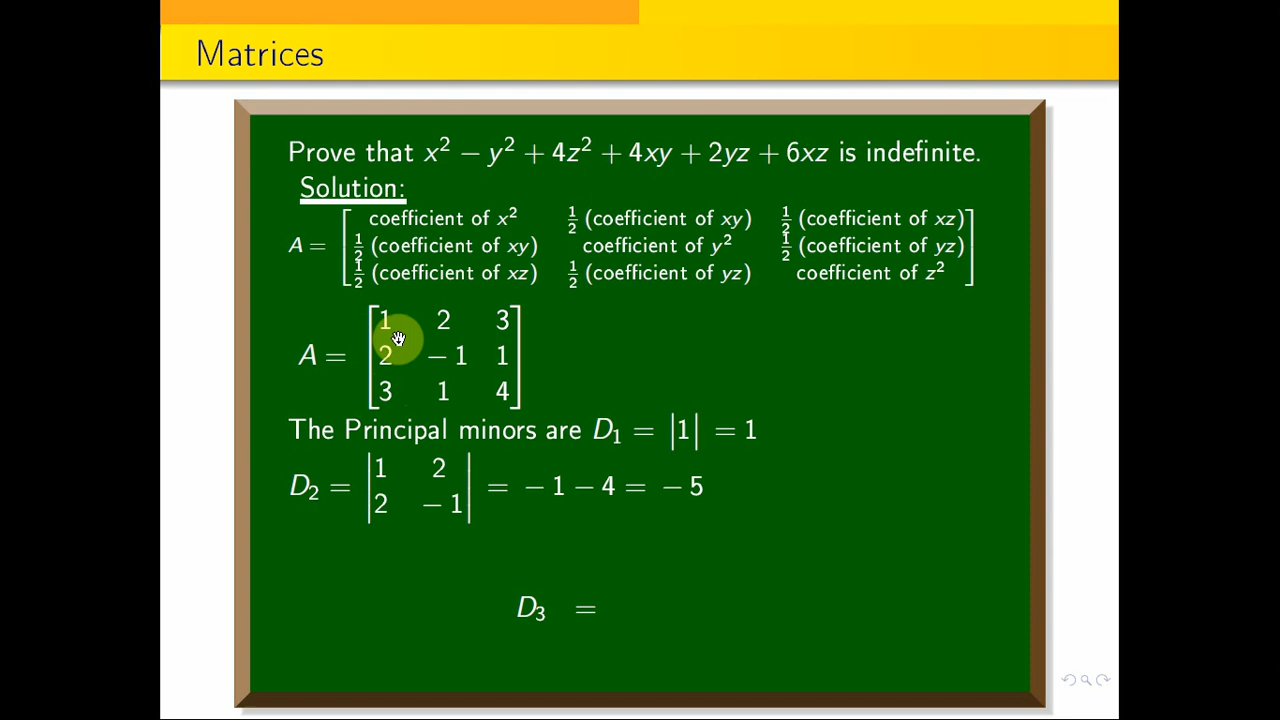 Matrices
Prove that x² − y² + 4z² + 4xy + 2yz + 6xz is indefinite.
Solution:
A = [ coefficient of x²   1/2 (coefficient of xy)   1/2 (coefficient of xz) ]
[ 1/2 (coefficient of xy)   coefficient of y²   1/2 (coefficient of yz) ]
[ 1/2 (coefficient of xz)   1/2 (coefficient of yz)   coefficient of z² ]
A = [ 1   2   3 ]
[ 2   −1   1 ]
[ 3   1   4 ]
The Principal minors are D₁ = |1| = 1
D₂ = | 1   2 | = −1 − 4 = −5
| 2   −1 |
D₃ =